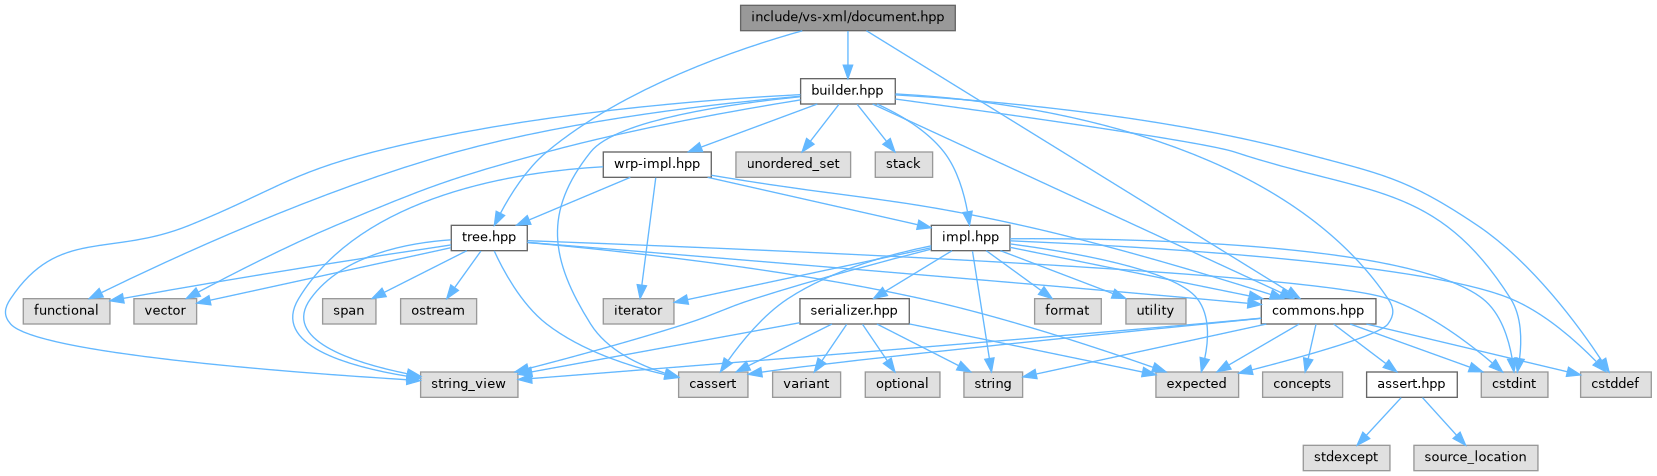 include/vs-xml/document.hpp
builder.hpp
wrp-impl.hpp
unordered_set
stack
tree.hpp
impl.hpp
functional
vector
span
ostream
iterator
serializer.hpp
format
utility
commons.hpp
string_view
cassert
variant
optional
string
expected
concepts
assert.hpp
cstdint
cstddef
stdexcept
source_location